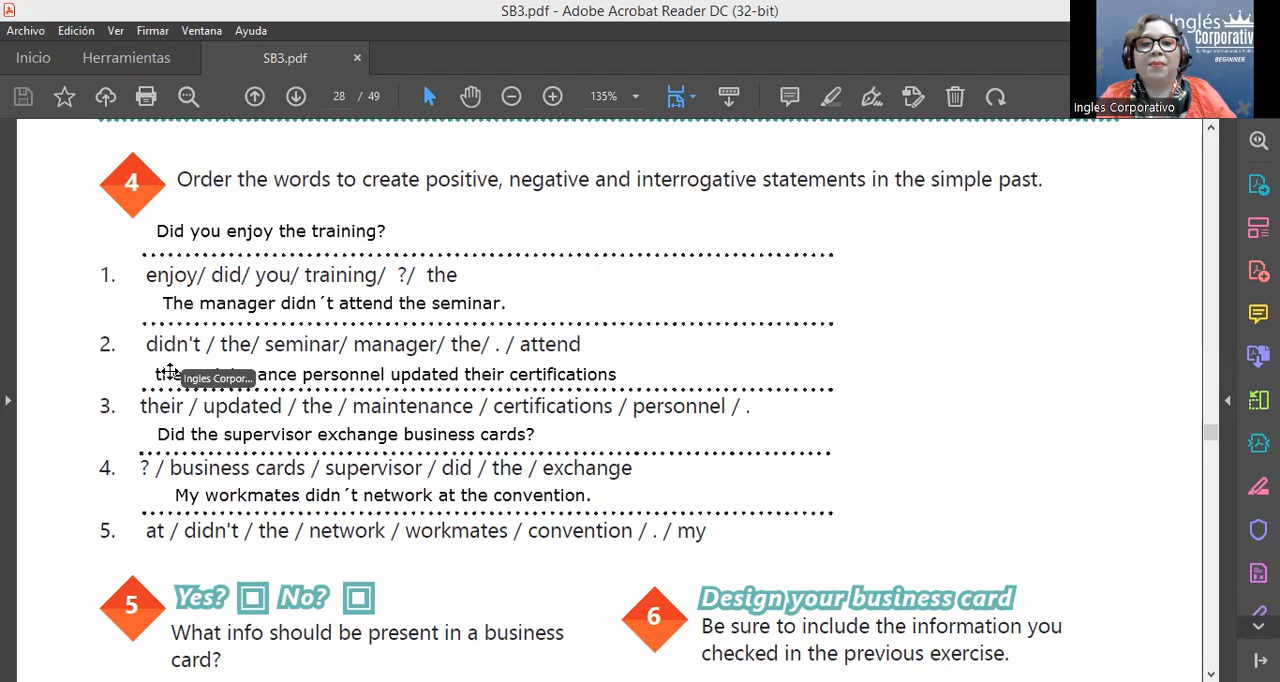 SB3.pdf - Adobe Acrobat Reader DC (32-bit)
Archivo Edición Ver Firmar Ventana Ayuda
Inicio Herramientas SB3.pdf ×
28 / 49 135%
Inglés
Corporativo
BEGINNER
Ingles Corporativo
4 Order the words to create positive, negative and interrogative statements in the simple past.
Did you enjoy the training?
1. enjoy/ did/ you/ training/ ?/ the
The manager didn´t attend the seminar.
2. didn't / the/ seminar/ manager/ the/ . / attend
personnel updated their certifications
Ingles Corpor...
3. their / updated / the / maintenance / certifications / personnel / .
Did the supervisor exchange business cards?
4. ? / business cards / supervisor / did / the / exchange
My workmates didn´t network at the convention.
5. at / didn't / the / network / workmates / convention / . / my
5 Yes? No?
What info should be present in a business
card?
6 Design your business card
Be sure to include the information you
checked in the previous exercise.